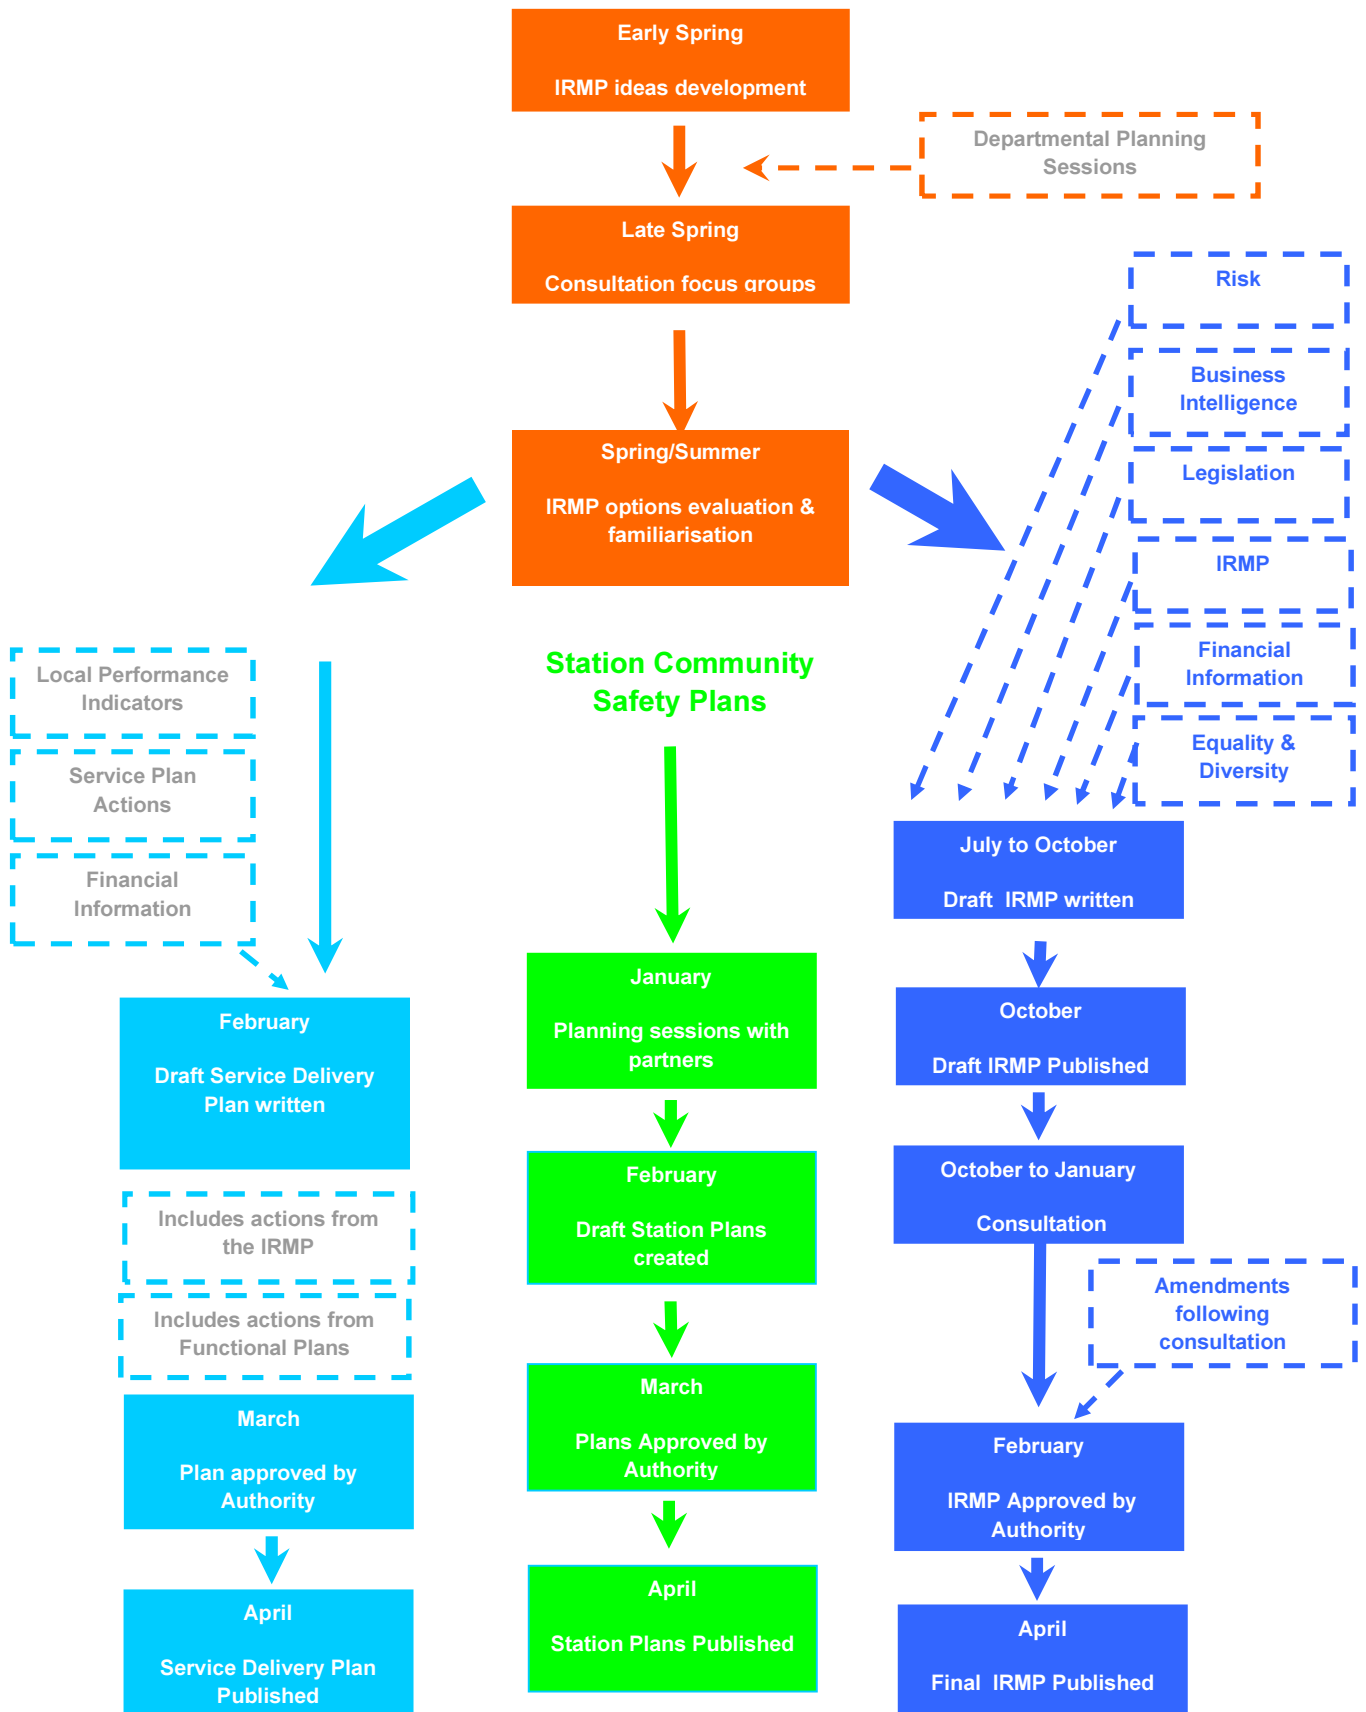 Early Spring
IRMP ideas development
Departmental Planning
Sessions
Late Spring
Consultation focus groups
Risk
Business
Intelligence
Legislation
IRMP
Financial
Information
Equality &
Diversity
Spring/Summer
IRMP options evaluation &
familiarisation
Local Performance
Indicators
Service Plan
Actions
Financial
Information
February
Draft Service Delivery
Plan written
Includes actions from
the IRMP
Includes actions from
Functional Plans
March
Plan approved by
Authority
April
Service Delivery Plan
Published
Station Community
Safety Plans
January
Planning sessions with
partners
February
Draft Station Plans
created
March
Plans Approved by
Authority
April
Station Plans Published
July to October
Draft  IRMP written
October
Draft IRMP Published
October to January
Consultation
Amendments
following
consultation
February
IRMP Approved by
Authority
April
Final  IRMP Published